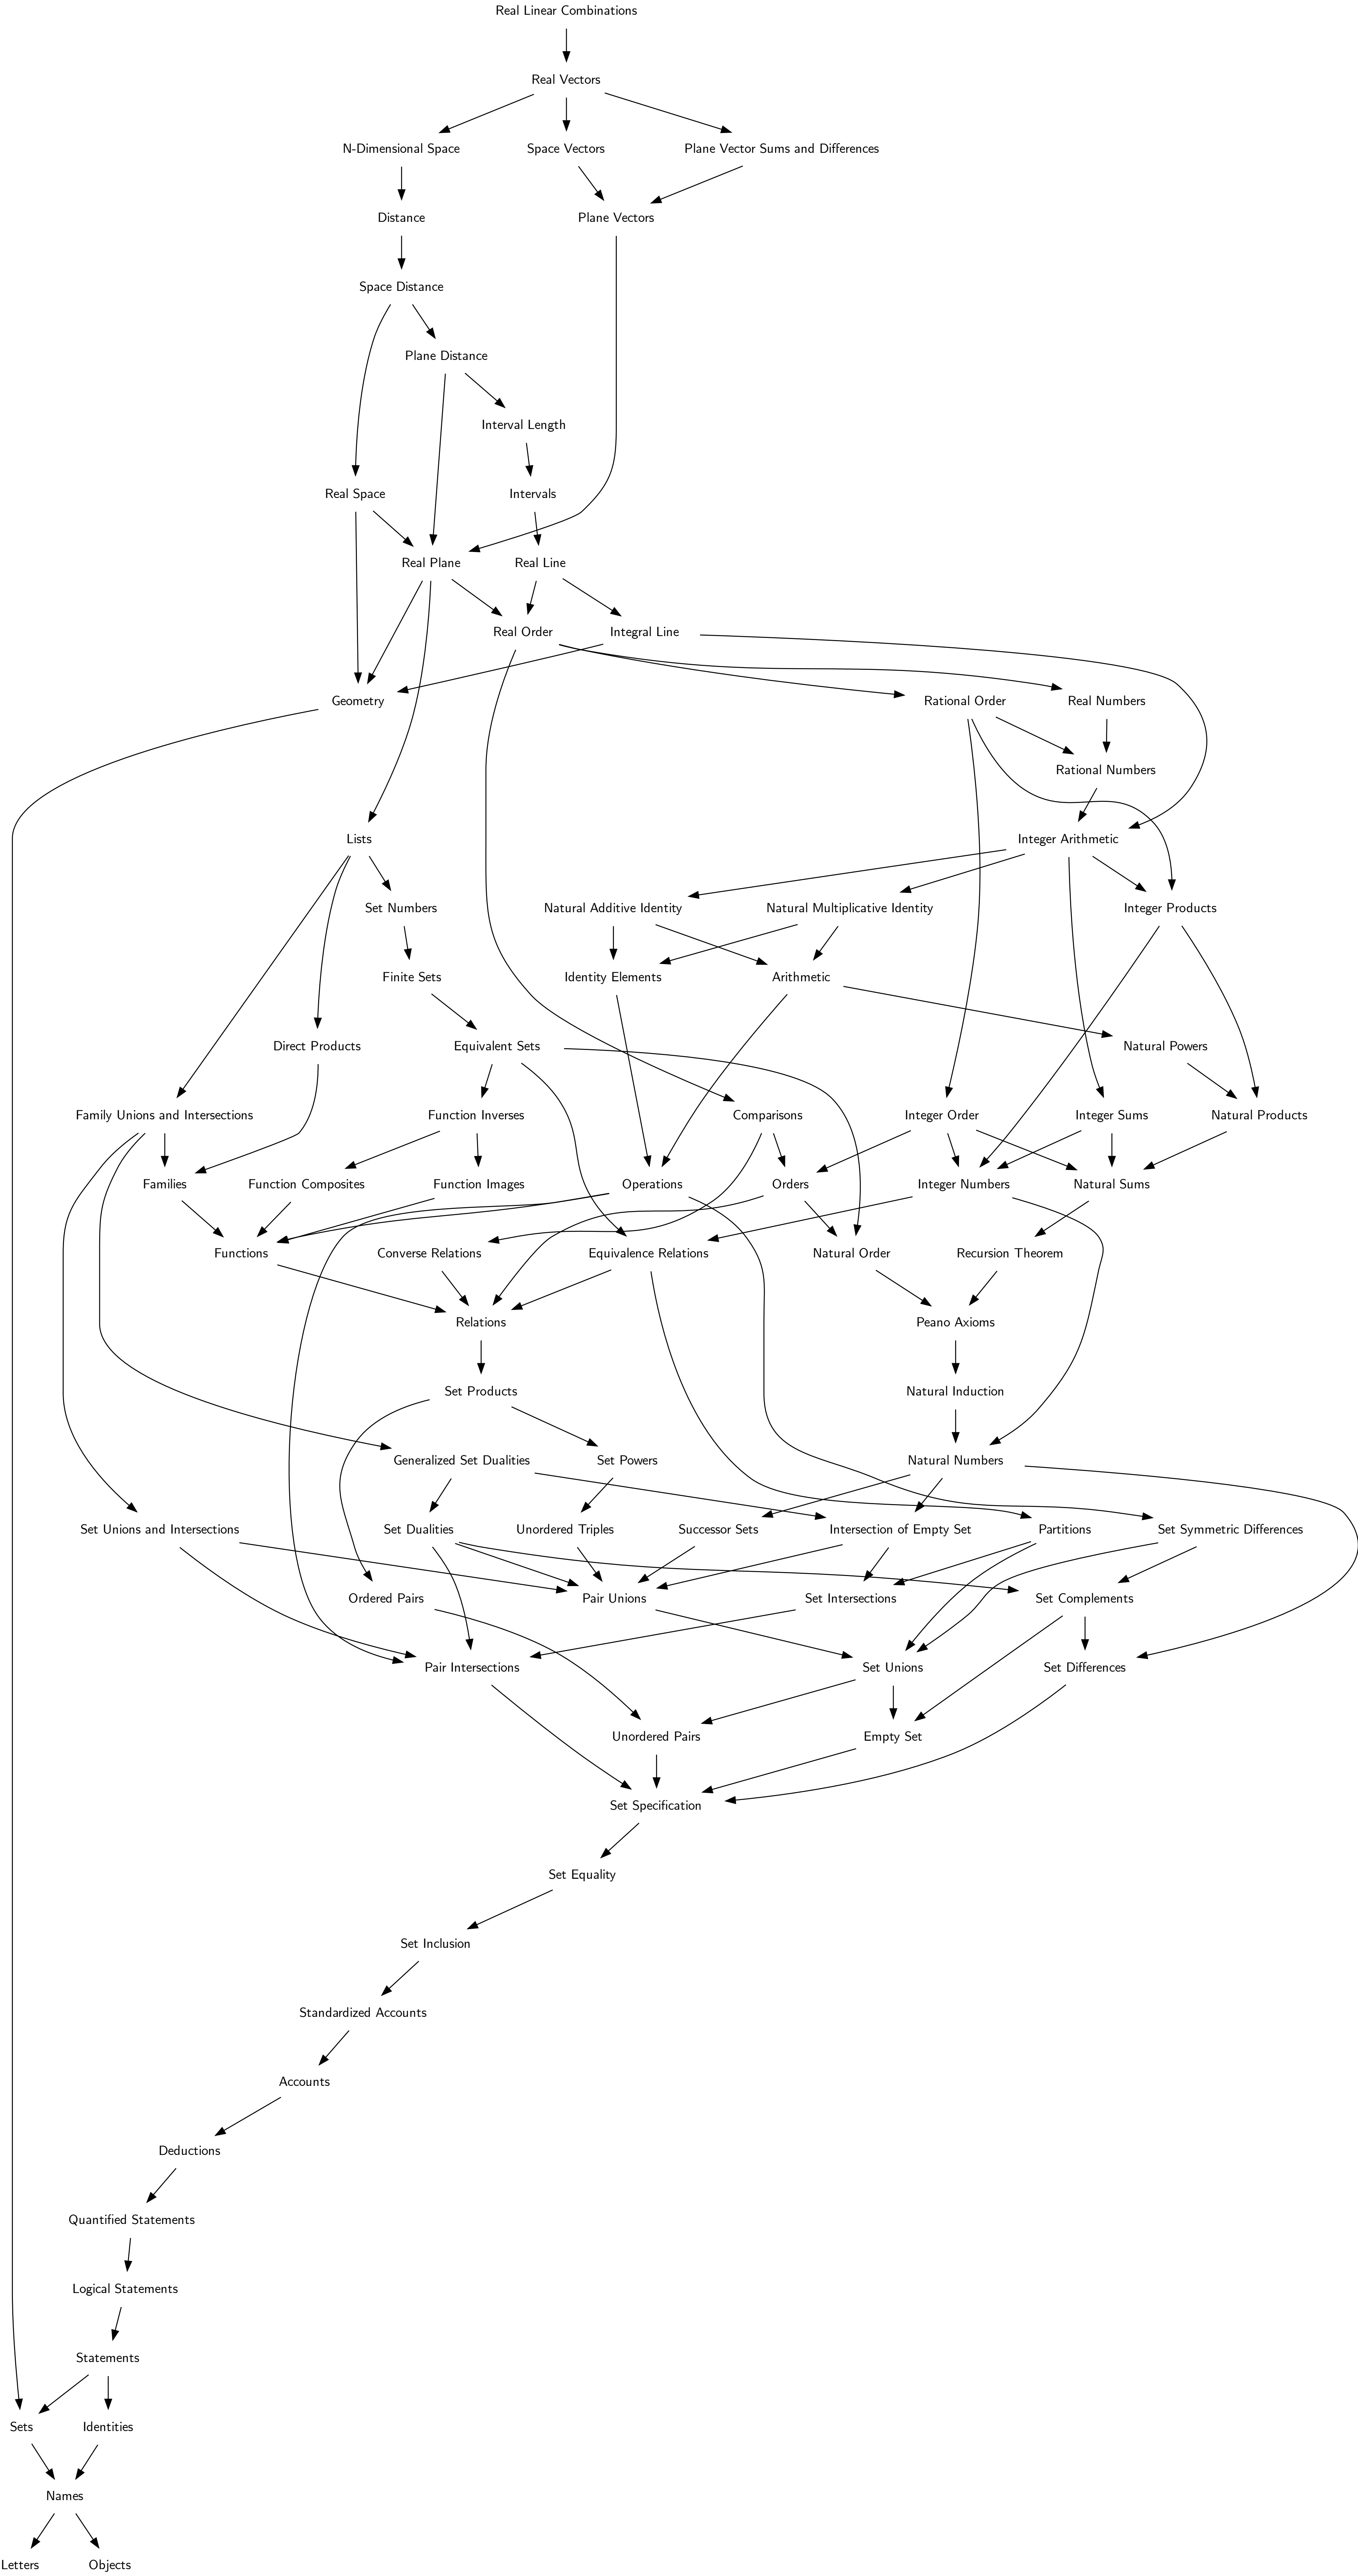 Real Linear Combinations
Real Vectors
N-Dimensional Space
Space Vectors
Plane Vector Sums and Differences
Distance
Plane Vectors
Space Distance
Plane Distance
Interval Length
Real Space
Intervals
Real Plane
Real Line
Real Order
Integral Line
Geometry
Rational Order
Real Numbers
Rational Numbers
Lists
Integer Arithmetic
Set Numbers
Natural Additive Identity
Natural Multiplicative Identity
Integer Products
Finite Sets
Identity Elements
Arithmetic
Direct Products
Equivalent Sets
Natural Powers
Family Unions and Intersections
Function Inverses
Comparisons
Integer Order
Integer Sums
Natural Products
Families
Function Composites
Function Images
Operations
Orders
Integer Numbers
Natural Sums
Functions
Converse Relations
Equivalence Relations
Natural Order
Recursion Theorem
Relations
Peano Axioms
Set Products
Natural Induction
Generalized Set Dualities
Set Powers
Natural Numbers
Set Unions and Intersections
Set Dualities
Unordered Triples
Successor Sets
Intersection of Empty Set
Partitions
Set Symmetric Differences
Ordered Pairs
Pair Unions
Set Intersections
Set Complements
Pair Intersections
Set Unions
Set Differences
Unordered Pairs
Empty Set
Set Specification
Set Equality
Set Inclusion
Standardized Accounts
Accounts
Deductions
Quantified Statements
Logical Statements
Statements
Sets
Identities
Names
Letters
Objects